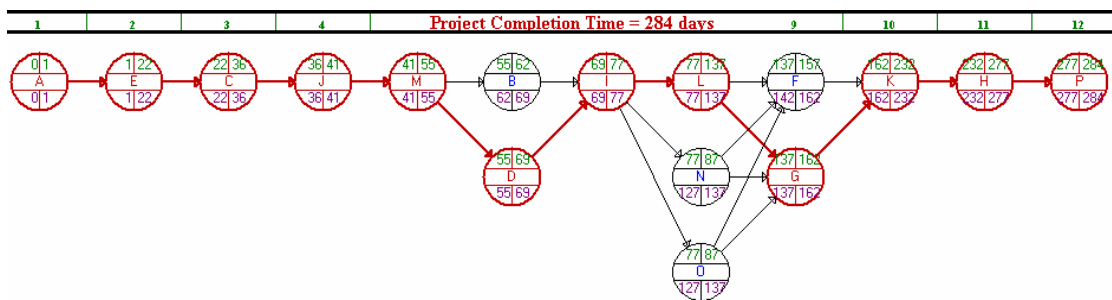 1 2 3 4 Project Completion Time = 284 days 9 10 11 12
0 1 1 22 22 36 36 41 41 55 55 62 69 77 77 137 137 157 162 232 232 277 277 284
A E C J M B I L F K H P
0 1 1 22 22 36 36 41 41 55 62 69 69 77 77 137 142 162 162 232 232 277 277 284
55 69 77 87 137 162
D N G
55 69 127 137 137 162
77 87
O
127 137